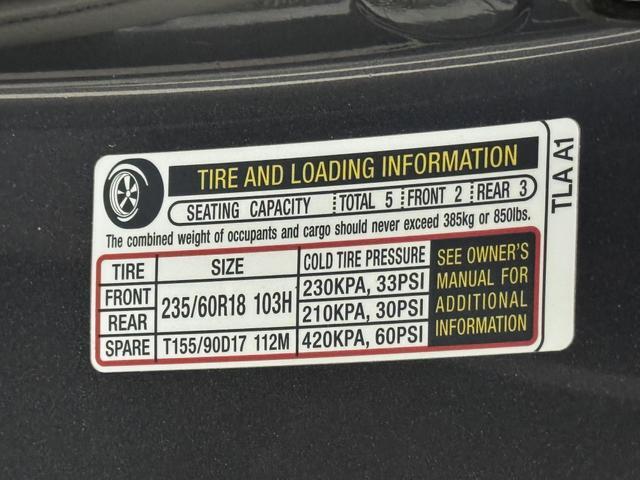 TIRE AND LOADING INFORMATION
SEATING CAPACITY TOTAL 5 FRONT 2 REAR 3
The combined weight of occupants and cargo should never exceed 385kg or 850lbs.
TIRE SIZE COLD TIRE PRESSURE
FRONT 235/60R18 103H 230KPA, 33PSI
REAR 210KPA, 30PSI
SPARE T155/90D17 112M 420KPA, 60PSI
SEE OWNER'S
MANUAL FOR
ADDITIONAL
INFORMATION
TLA A1